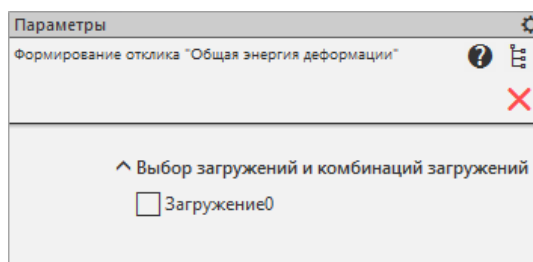 Параметры
Формирование отклика "Общая энергия деформации"
Выбор загружений и комбинаций загружений
Загружение0